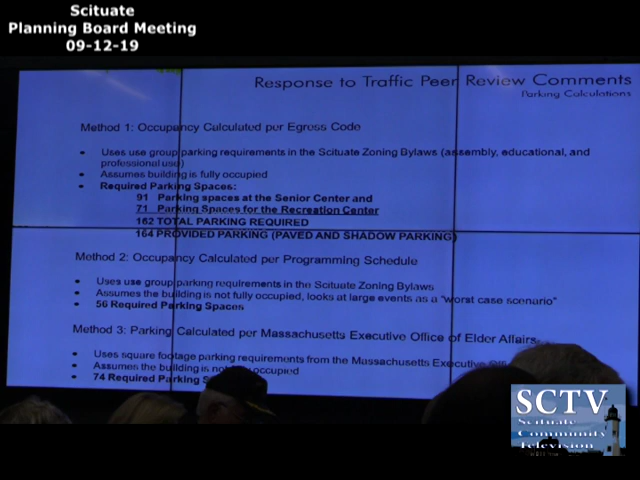 Scituate
Planning Board Meeting
09-12-19
Response to Traffic Peer Review Comments
Parking Calculations
Method 1: Occupancy Calculated per Egress Code
• Uses use group parking requirements in the Scituate Zoning Bylaws (assembly, educational, and
professional use)
• Assumes building is fully occupied
• Required Parking Spaces:
91 Parking spaces at the Senior Center and
71 Parking Spaces for the Recreation Center
162 TOTAL PARKING REQUIRED
164 PROVIDED PARKING (PAVED AND SHADOW PARKING)
Method 2: Occupancy Calculated per Programming Schedule
• Uses use group parking requirements in the Scituate Zoning Bylaws
• Assumes the building is not fully occupied, looks at large events as a "worst case scenario"
• 56 Required Parking Spaces
Method 3: Parking Calculated per Massachusetts Executive Office of Elder Affairs
• Uses square footage parking requirements from the Massachusetts Executive
• Assumes the building is not fully occupied
• 74 Required Parking
SCTV
Scituate
Community
Television